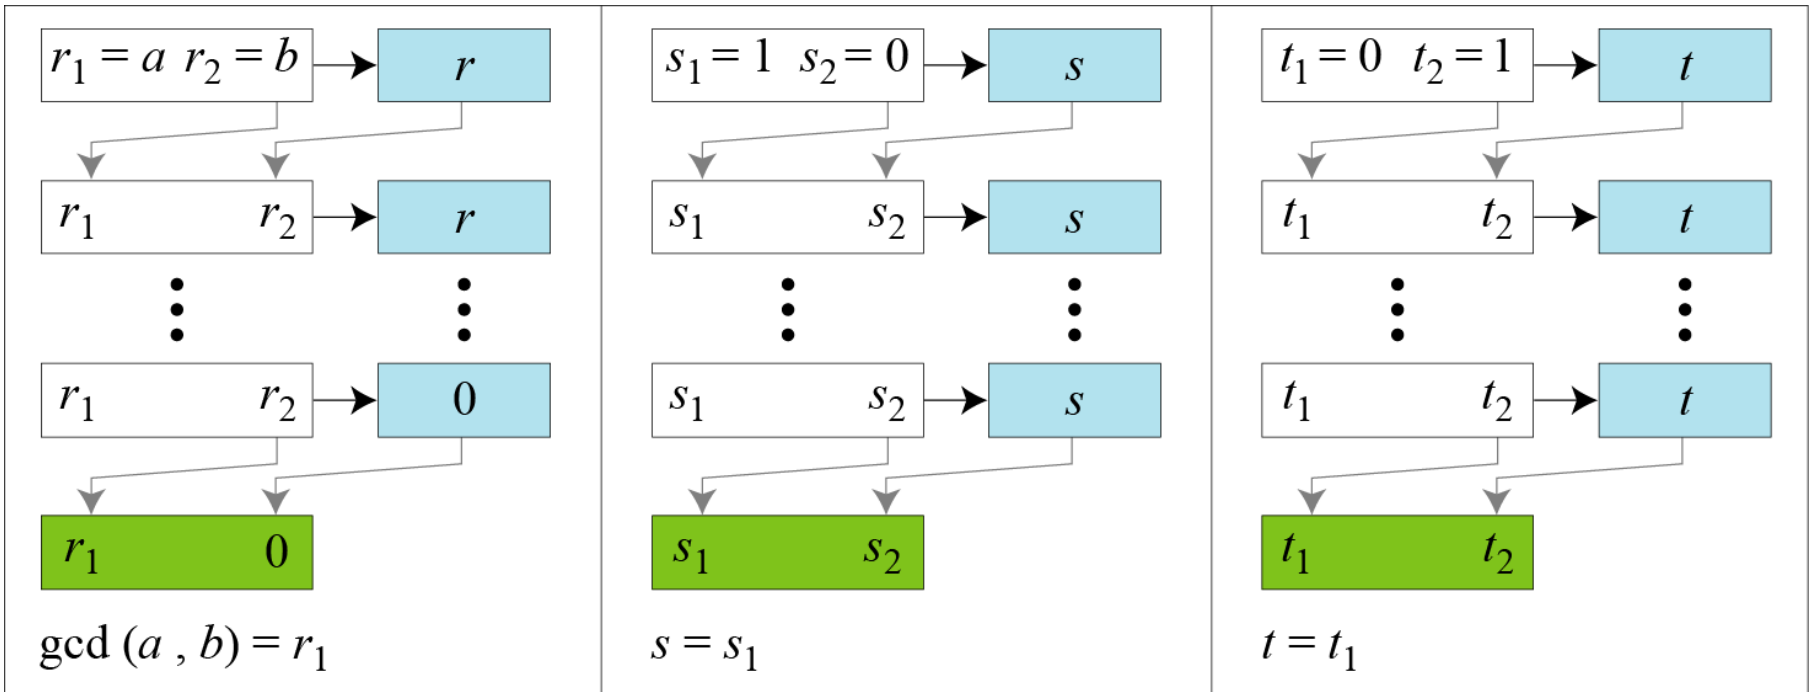 r₁ = a r₂ = b r
r₁ r₂ r
r₁ r₂ 0
r₁ 0
gcd (a , b) = r₁
s₁ = 1 s₂ = 0 s
s₁ s₂ s
s₁ s₂ s
s₁ s₂
s = s₁
t₁ = 0 t₂ = 1 t
t₁ t₂ t
t₁ t₂ t
t₁ t₂
t = t₁